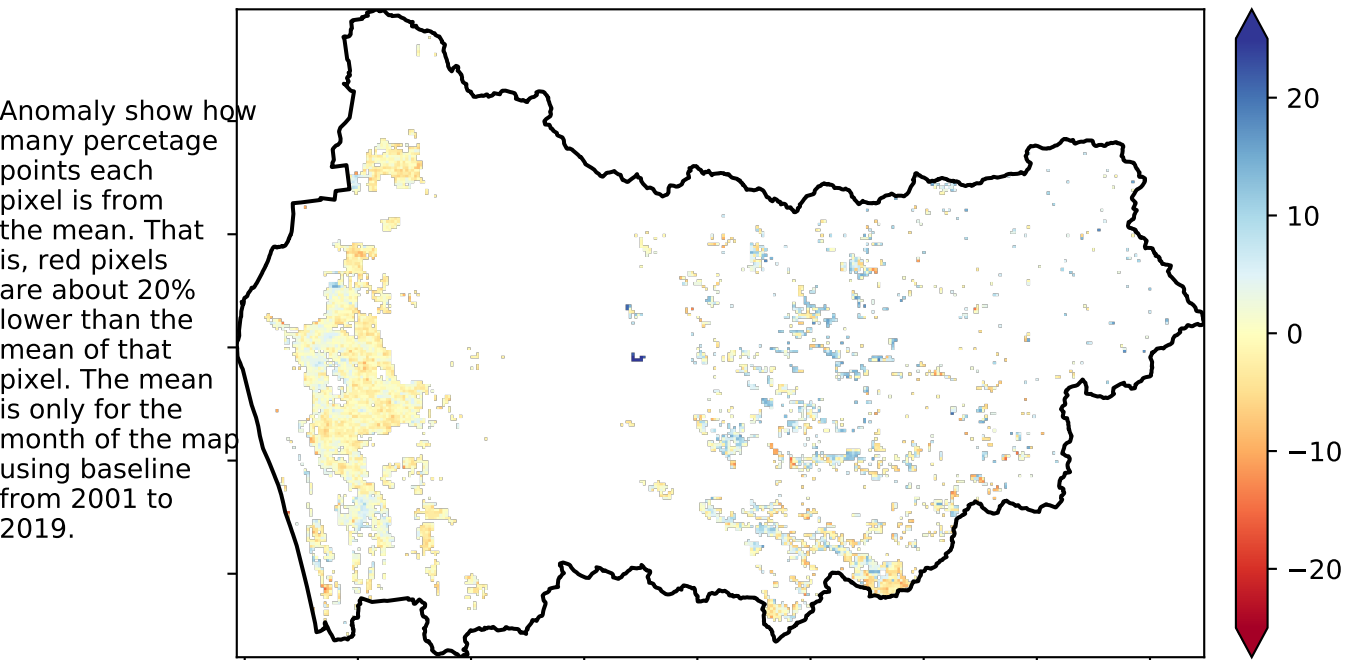 Anomaly show how
many percetage
points each
pixel is from
the mean. That
is, red pixels
are about 20%
lower than the
mean of that
pixel. The mean
is only for the
month of the map
using baseline
from 2001 to
2019.
20
10
0
−10
−20